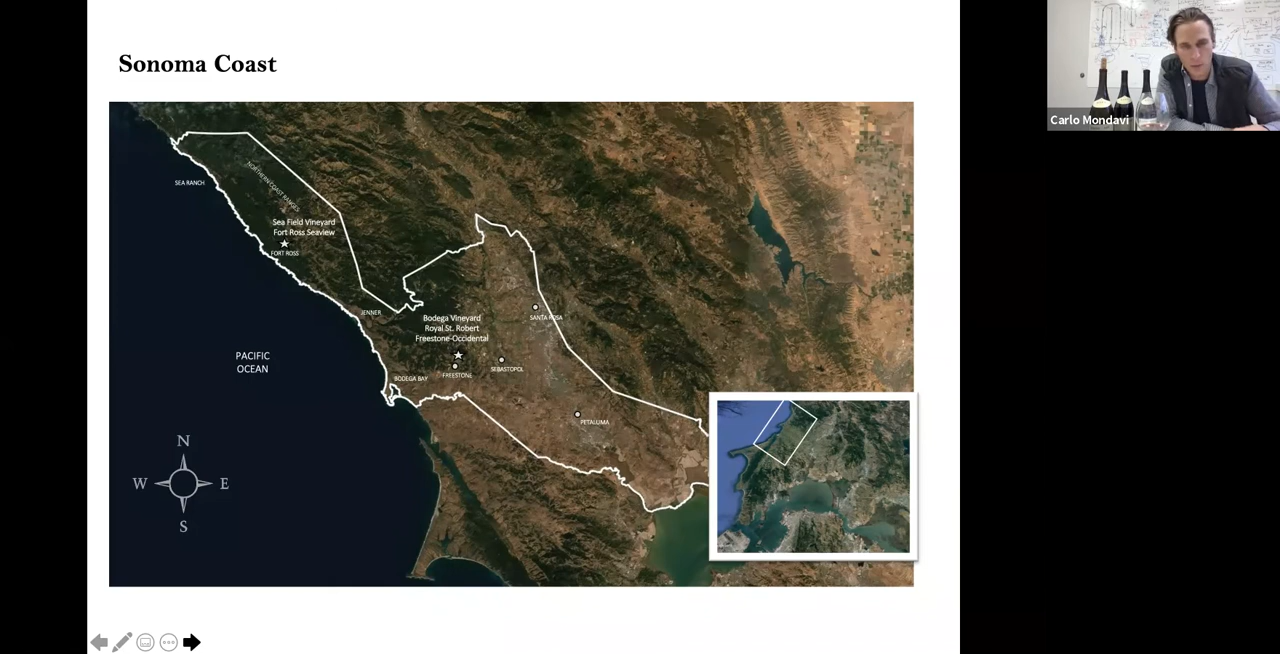 Sonoma Coast
Carlo Mondavi
SEA RANCH
NORTHERN COAST RANGES
Sea Field Vineyard
Fort Ross Seaview
FORT ROSS
JENNER
Bodega Vineyard
Royal St. Robert
Freestone-Occidental
SANTA ROSA
PACIFIC
OCEAN
BODEGA BAY
FREESTONE
SEBASTOPOL
PETALUMA
N
W
E
S